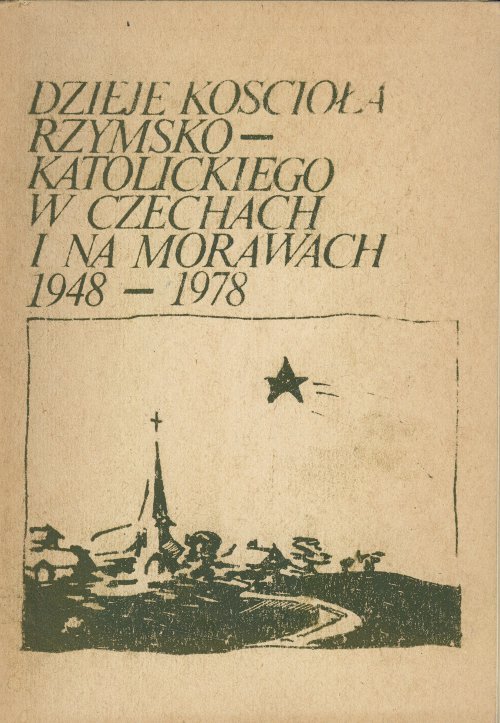 DZIEJE KOSCIOŁA
RZYMSKO —
KATOLICKIEGO
W CZECHACH
I NA MORAWACH
1948 — 1978